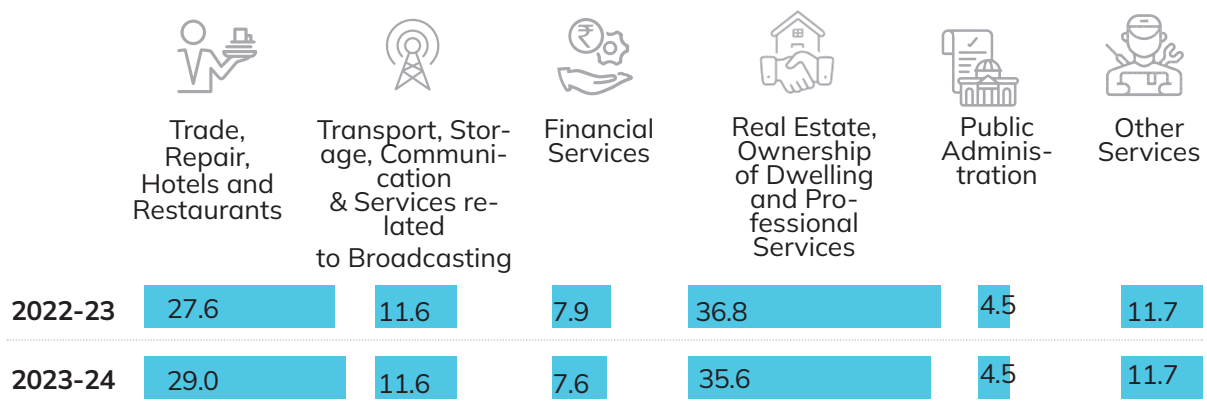 ₹
Trade,
Repair,
Hotels and
Restaurants
Transport, Stor-
age, Communi-
cation
& Services re-
lated
to Broadcasting
Financial
Services
Real Estate,
Ownership
of Dwelling
and Pro-
fessional
Services
Public
Adminis-
tration
Other
Services
2022-23 27.6 11.6 7.9 36.8 4.5 11.7
2023-24 29.0 11.6 7.6 35.6 4.5 11.7